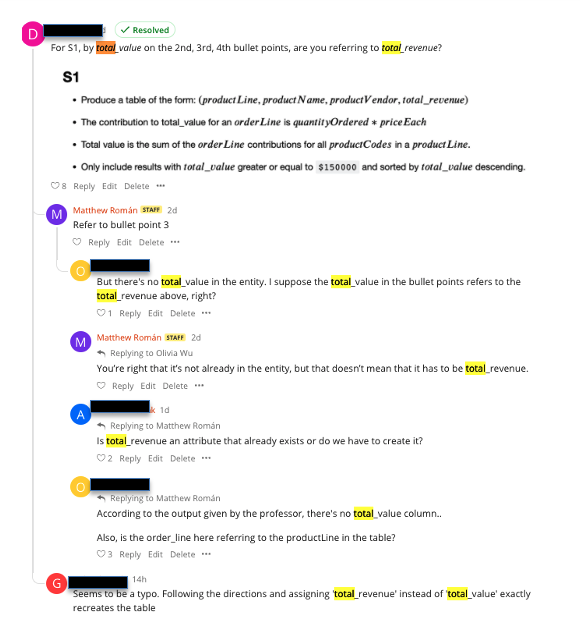 D
Resolved
For S1, by total_value on the 2nd, 3rd, 4th bullet points, are you referring to total_revenue?
S1
• Produce a table of the form: (productLine, productName, productVendor, total_revenue)
• The contribution to total_value for an orderLine is quantityOrdered * priceEach
• Total value is the sum of the orderLine contributions for all productCodes in a productLine.
• Only include results with total_value greater or equal to $150000 and sorted by total_value descending.
8 Reply Edit Delete •••
M
Matthew Román STAFF 2d
Refer to bullet point 3
Reply Edit Delete •••
O
But there's no total_value in the entity. I suppose the total_value in the bullet points refers to the
total_revenue above, right?
1 Reply Edit Delete •••
M
Matthew Román STAFF 2d
Replying to Olivia Wu
You're right that it's not already in the entity, but that doesn't mean that it has to be total_revenue.
Reply Edit Delete •••
A
1d
Replying to Matthew Román
Is total_revenue an attribute that already exists or do we have to create it?
2 Reply Edit Delete •••
O
Replying to Matthew Román
According to the output given by the professor, there's no total_value column..
Also, is the order_line here referring to the productLine in the table?
3 Reply Edit Delete •••
G
14h
Seems to be a typo. Following the directions and assigning 'total_revenue' instead of 'total_value' exactly
recreates the table